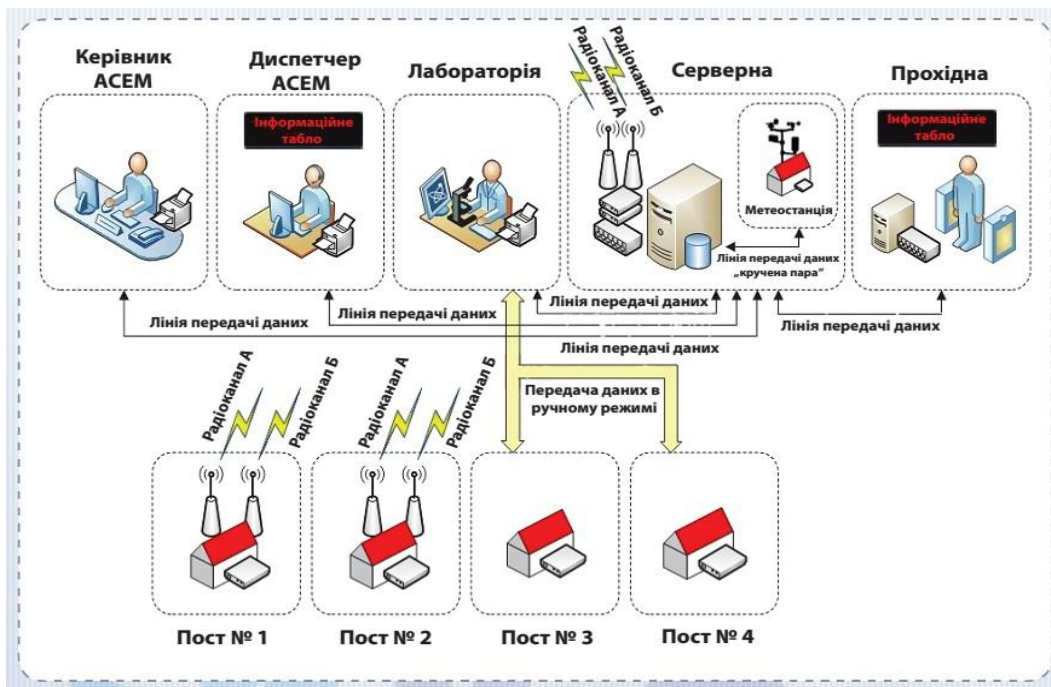 Керівник
АСЕМ
Диспетчер
АСЕМ
Лабораторія
Радіоканал А
Радіоканал Б
Серверна
Прохідна
Інформаційне
табло
Інформаційне
табло
Метеостанція
Лінія передачі даних
„кручена пара”
Лінія передачі даних
Лінія передачі даних
Лінія передачі даних
Лінія передачі даних
Лінія передачі даних
Радіоканал А
Радіоканал Б
Радіоканал А
Радіоканал Б
Передача даних в
ручному режимі
Пост № 1
Пост № 2
Пост № 3
Пост № 4